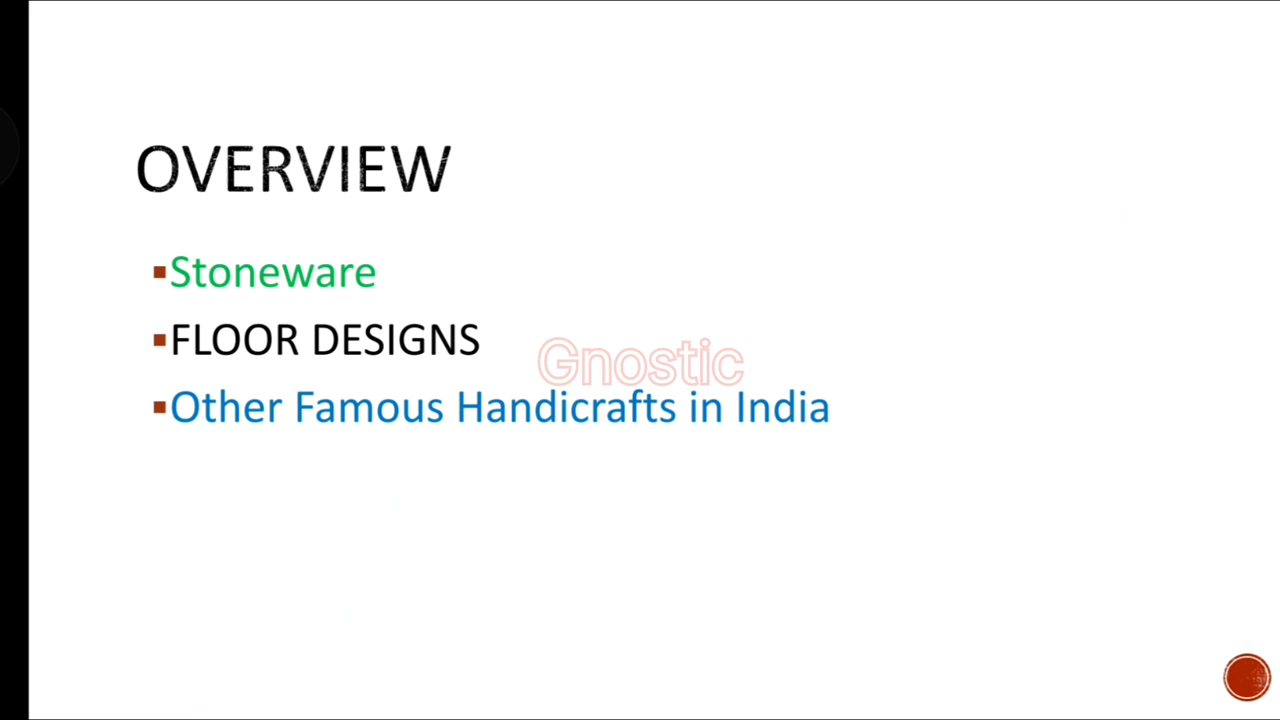 OVERVIEW
Stoneware
FLOOR DESIGNS
Gnostic
Other Famous Handicrafts in India